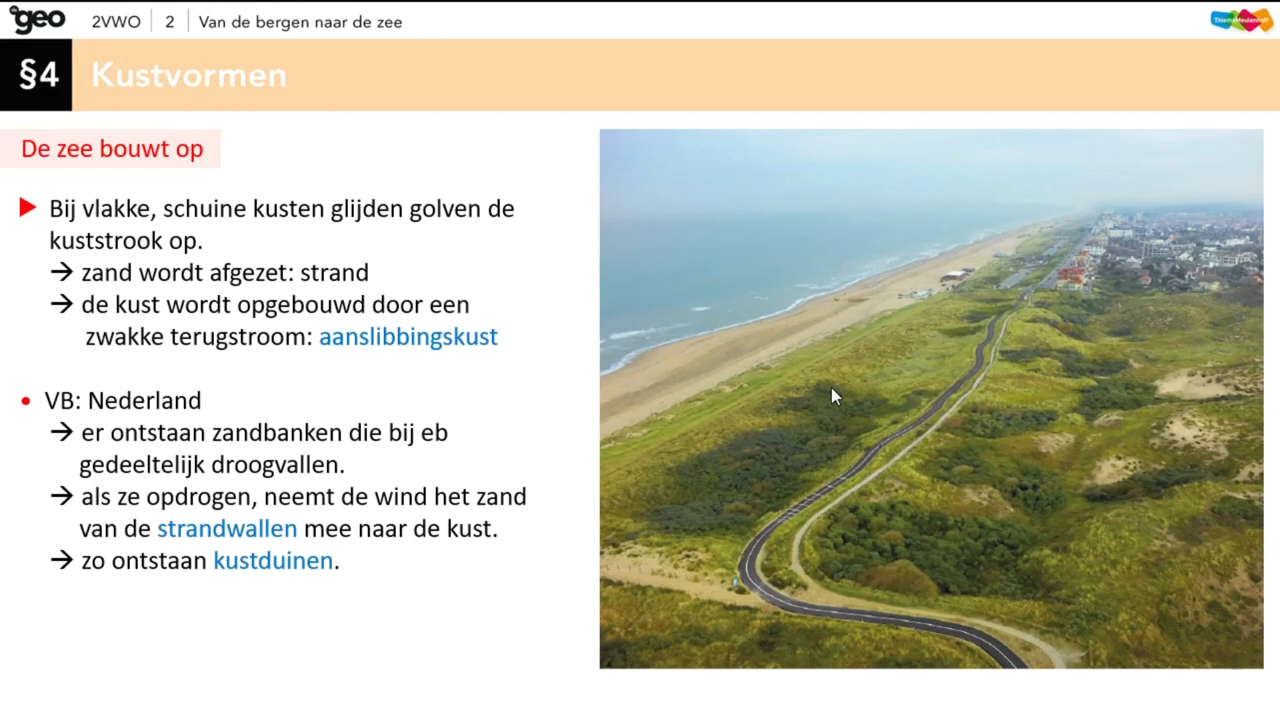 de geo 2VWO 2 Van de bergen naar de zee ThiemeMeulenhoff
§4 Kustvormen
De zee bouwt op
Bij vlakke, schuine kusten glijden golven de
kuststrook op.
→ zand wordt afgezet: strand
→ de kust wordt opgebouwd door een
zwakke terugstroom: aanslibbingskust
• VB: Nederland
→ er ontstaan zandbanken die bij eb
gedeeltelijk droogvallen.
→ als ze opdrogen, neemt de wind het zand
van de strandwallen mee naar de kust.
→ zo ontstaan kustduinen.